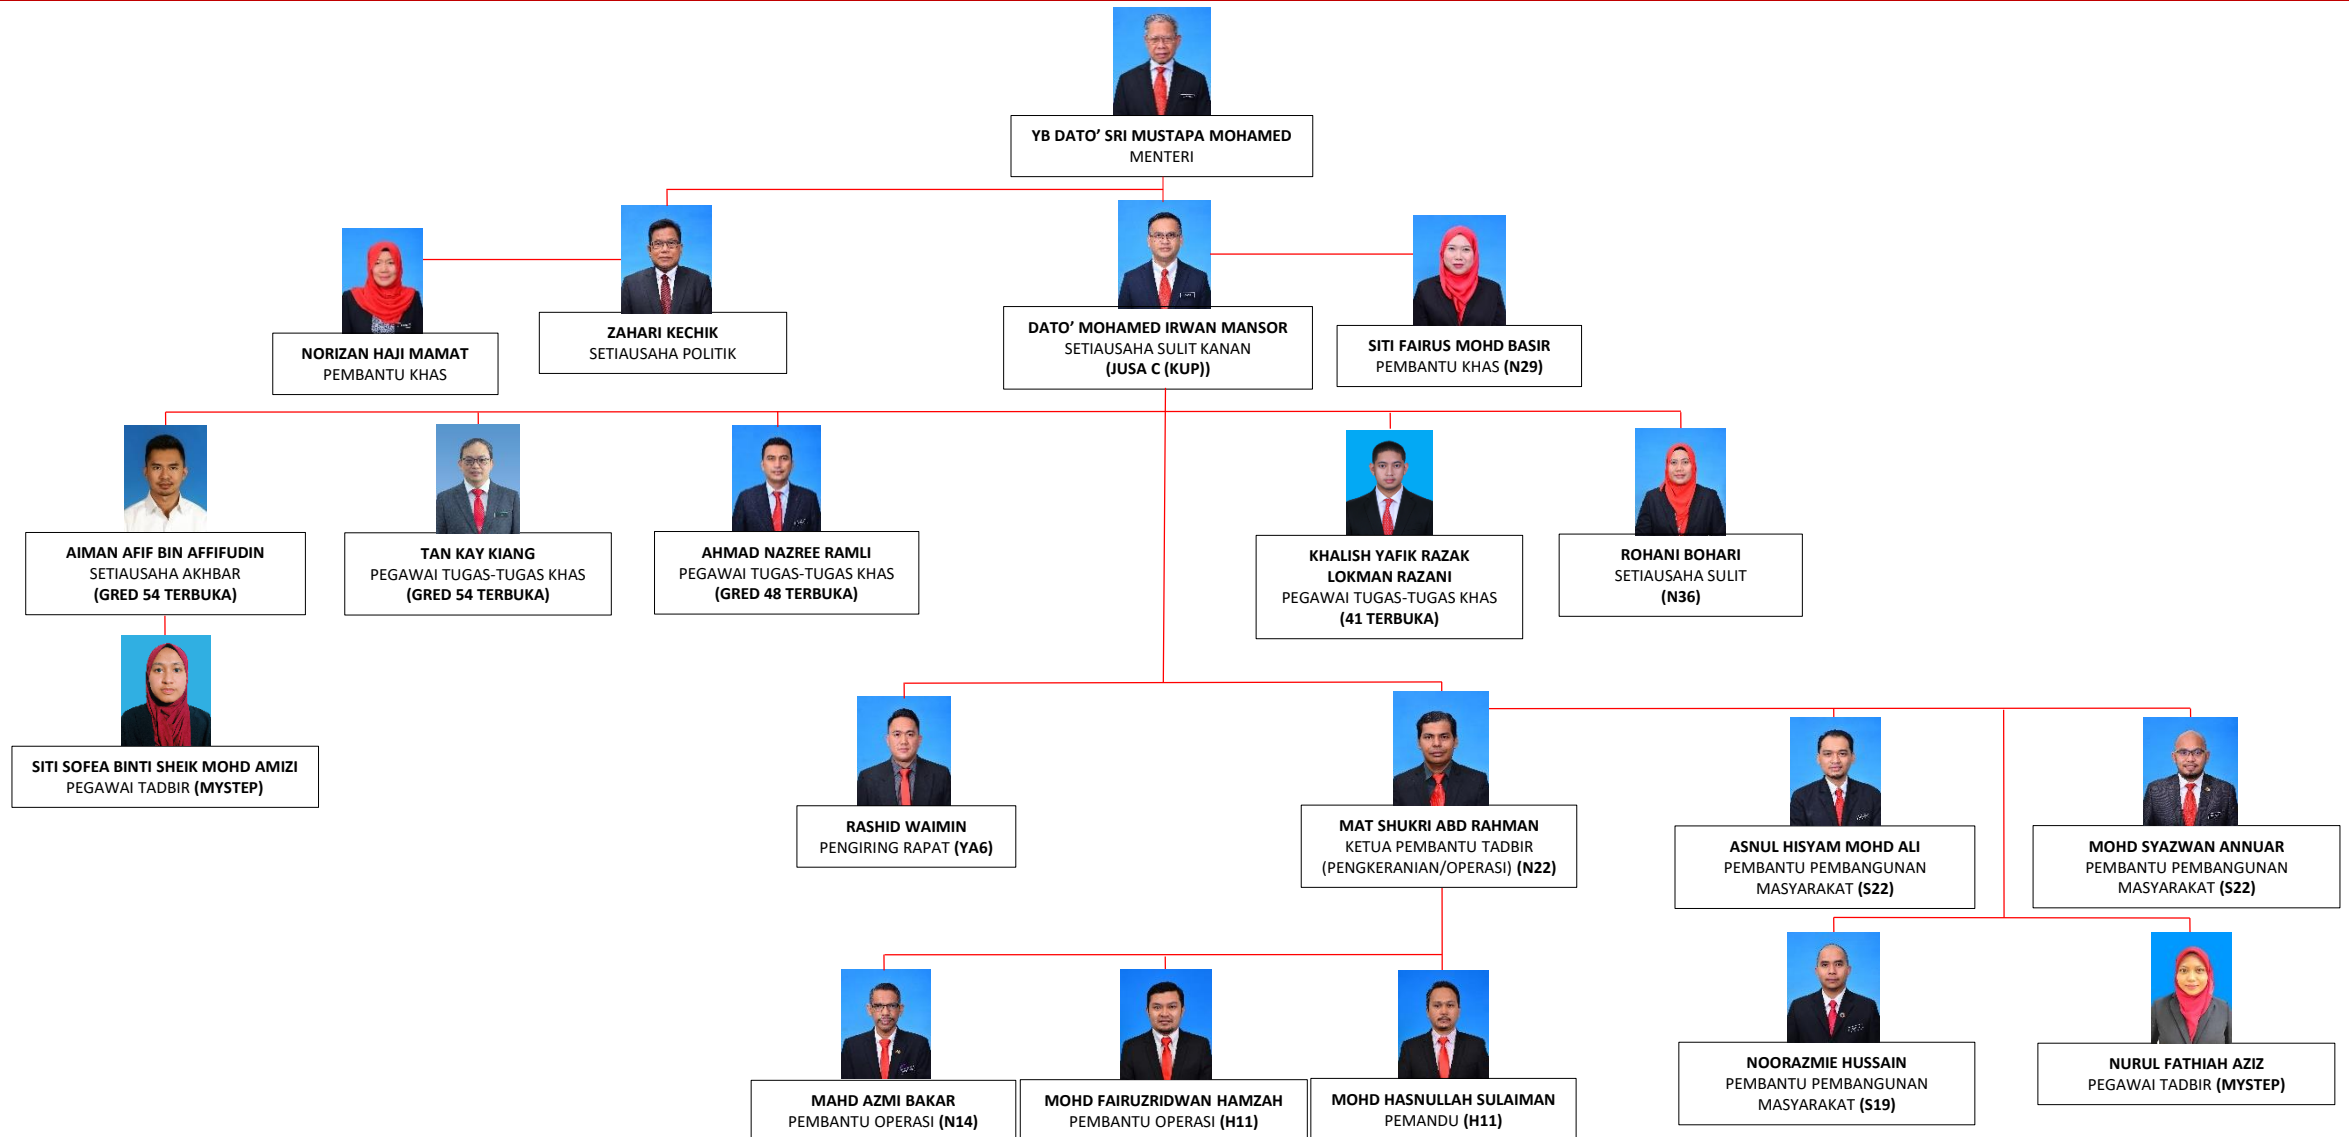 YB DATO’ SRI MUSTAPA MOHAMED
MENTERI
NORIZAN HAJI MAMAT
PEMBANTU KHAS
ZAHARI KECHIK
SETIAUSAHA POLITIK
DATO’ MOHAMED IRWAN MANSOR
SETIAUSAHA SULIT KANAN
(JUSA C (KUP))
SITI FAIRUS MOHD BASIR
PEMBANTU KHAS (N29)
AIMAN AFIF BIN AFFIFUDIN
SETIAUSAHA AKHBAR
(GRED 54 TERBUKA)
TAN KAY KIANG
PEGAWAI TUGAS-TUGAS KHAS
(GRED 54 TERBUKA)
AHMAD NAZREE RAMLI
PEGAWAI TUGAS-TUGAS KHAS
(GRED 48 TERBUKA)
KHALISH YAFIK RAZAK
LOKMAN RAZANI
PEGAWAI TUGAS-TUGAS KHAS
(41 TERBUKA)
ROHANI BOHARI
SETIAUSAHA SULIT
(N36)
SITI SOFEA BINTI SHEIK MOHD AMIZI
PEGAWAI TADBIR (MYSTEP)
RASHID WAIMIN
PENGIRING RAPAT (YA6)
MAT SHUKRI ABD RAHMAN
KETUA PEMBANTU TADBIR
(PENGKERANIAN/OPERASI) (N22)
ASNUL HISYAM MOHD ALI
PEMBANTU PEMBANGUNAN
MASYARAKAT (S22)
MOHD SYAZWAN ANNUAR
PEMBANTU PEMBANGUNAN
MASYARAKAT (S22)
MAHD AZMI BAKAR
PEMBANTU OPERASI (N14)
MOHD FAIRUZRIDWAN HAMZAH
PEMBANTU OPERASI (H11)
MOHD HASNULLAH SULAIMAN
PEMANDU (H11)
NOORAZMIE HUSSAIN
PEMBANTU PEMBANGUNAN
MASYARAKAT (S19)
NURUL FATHIAH AZIZ
PEGAWAI TADBIR (MYSTEP)